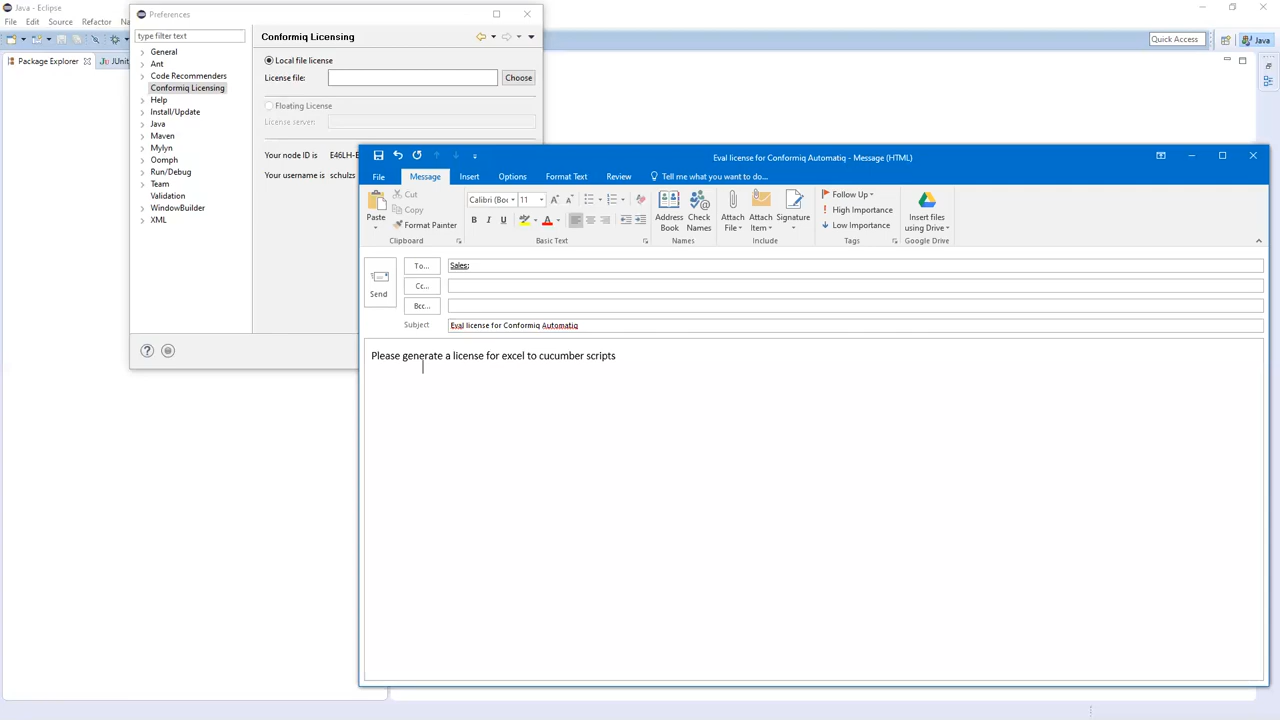 Java - Eclipse
File Edit Source Refactor
Quick Access
Java
Package Explorer
JUnit
Preferences
type filter text
General
Ant
Code Recommenders
Conformiq Licensing
Help
Install/Update
Java
Maven
Mylyn
Oomph
Run/Debug
Team
Validation
WindowBuilder
XML
Conformiq Licensing
Local file license
License file:
Choose
Floating License
License server:
Your node ID is E46LH-
Your username is schulzs
Eval license for Conformiq Automatiq - Message (HTML)
File Message Insert Options Format Text Review Tell me what you want to do...
Paste
Cut
Copy
Format Painter
Clipboard
Calibri (Boc 11
B I U
Basic Text
Address Book
Check Names
Names
Attach File
Attach Item
Signature
Include
Follow Up
High Importance
Low Importance
Tags
Insert files using Drive
Google Drive
Send
To... Sales;
Cc...
Bcc...
Subject Eval license for Conformiq Automatiq
Please generate a license for excel to cucumber scripts